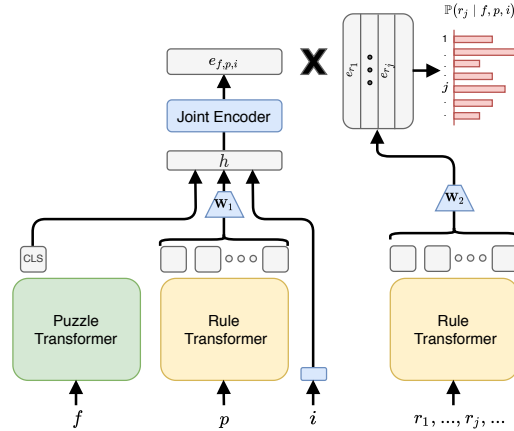 ℙ(r_j | f, p, i)
e_{f,p,i}
e_{r_1}
e_{r_j}
1
.
.
.
j
.
.
Joint Encoder
h
W_1
W_2
CLS
Puzzle
Transformer
Rule
Transformer
Rule
Transformer
f
p
i
r_1, ..., r_j, ...